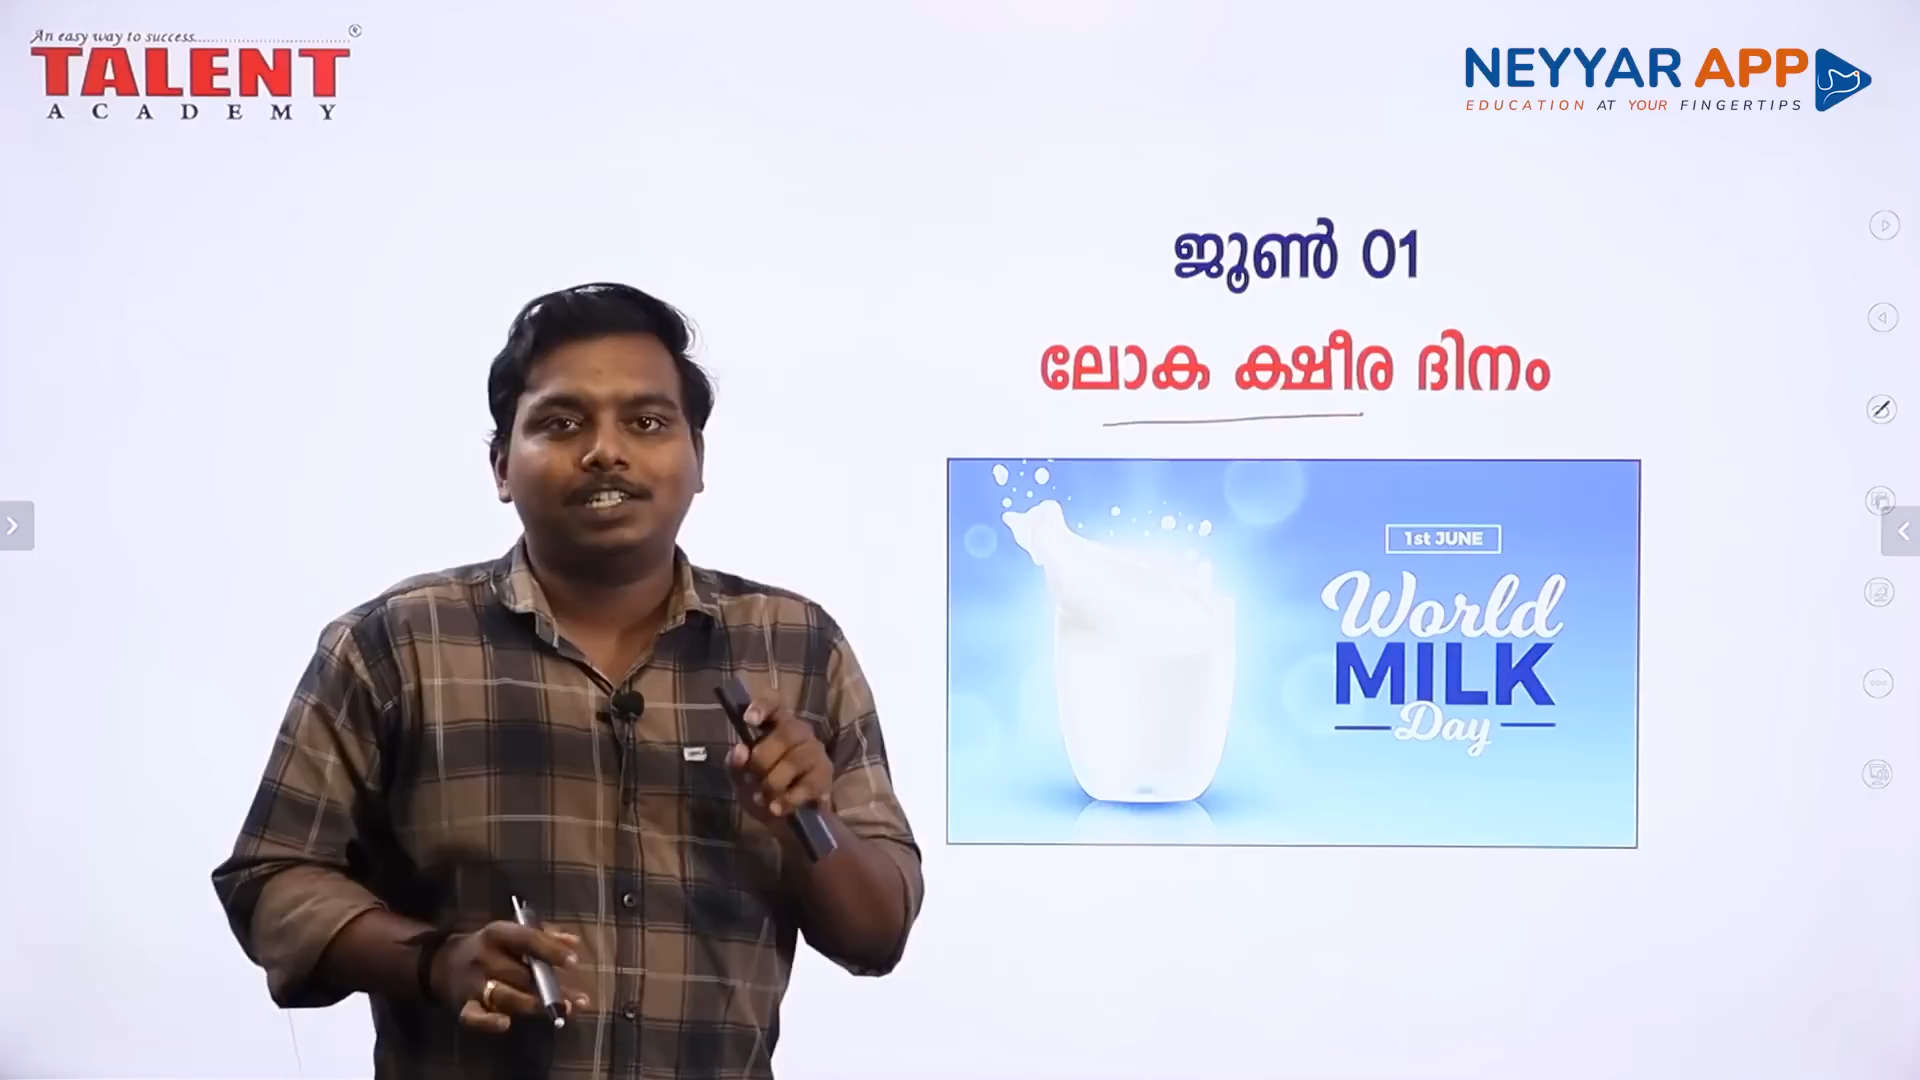 An easy way to success
TALENT
ACADEMY
NEYYAR APP
EDUCATION AT YOUR FINGERTIPS
ജൂൺ 01
ലോക ക്ഷീര ദിനം
1st JUNE
World
MILK
Day